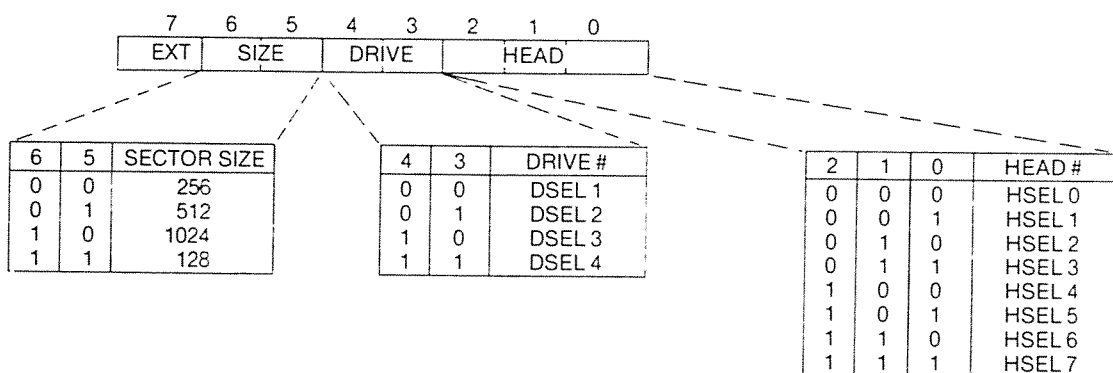 7 6 5 4 3 2 1 0
EXT SIZE DRIVE HEAD
6 5 SECTOR SIZE
0 0 256
0 1 512
1 0 1024
1 1 128
4 3 DRIVE #
0 0 DSEL 1
0 1 DSEL 2
1 0 DSEL 3
1 1 DSEL 4
2 1 0 HEAD #
0 0 0 HSEL 0
0 0 1 HSEL 1
0 1 0 HSEL 2
0 1 1 HSEL 3
1 0 0 HSEL 4
1 0 1 HSEL 5
1 1 0 HSEL 6
1 1 1 HSEL 7